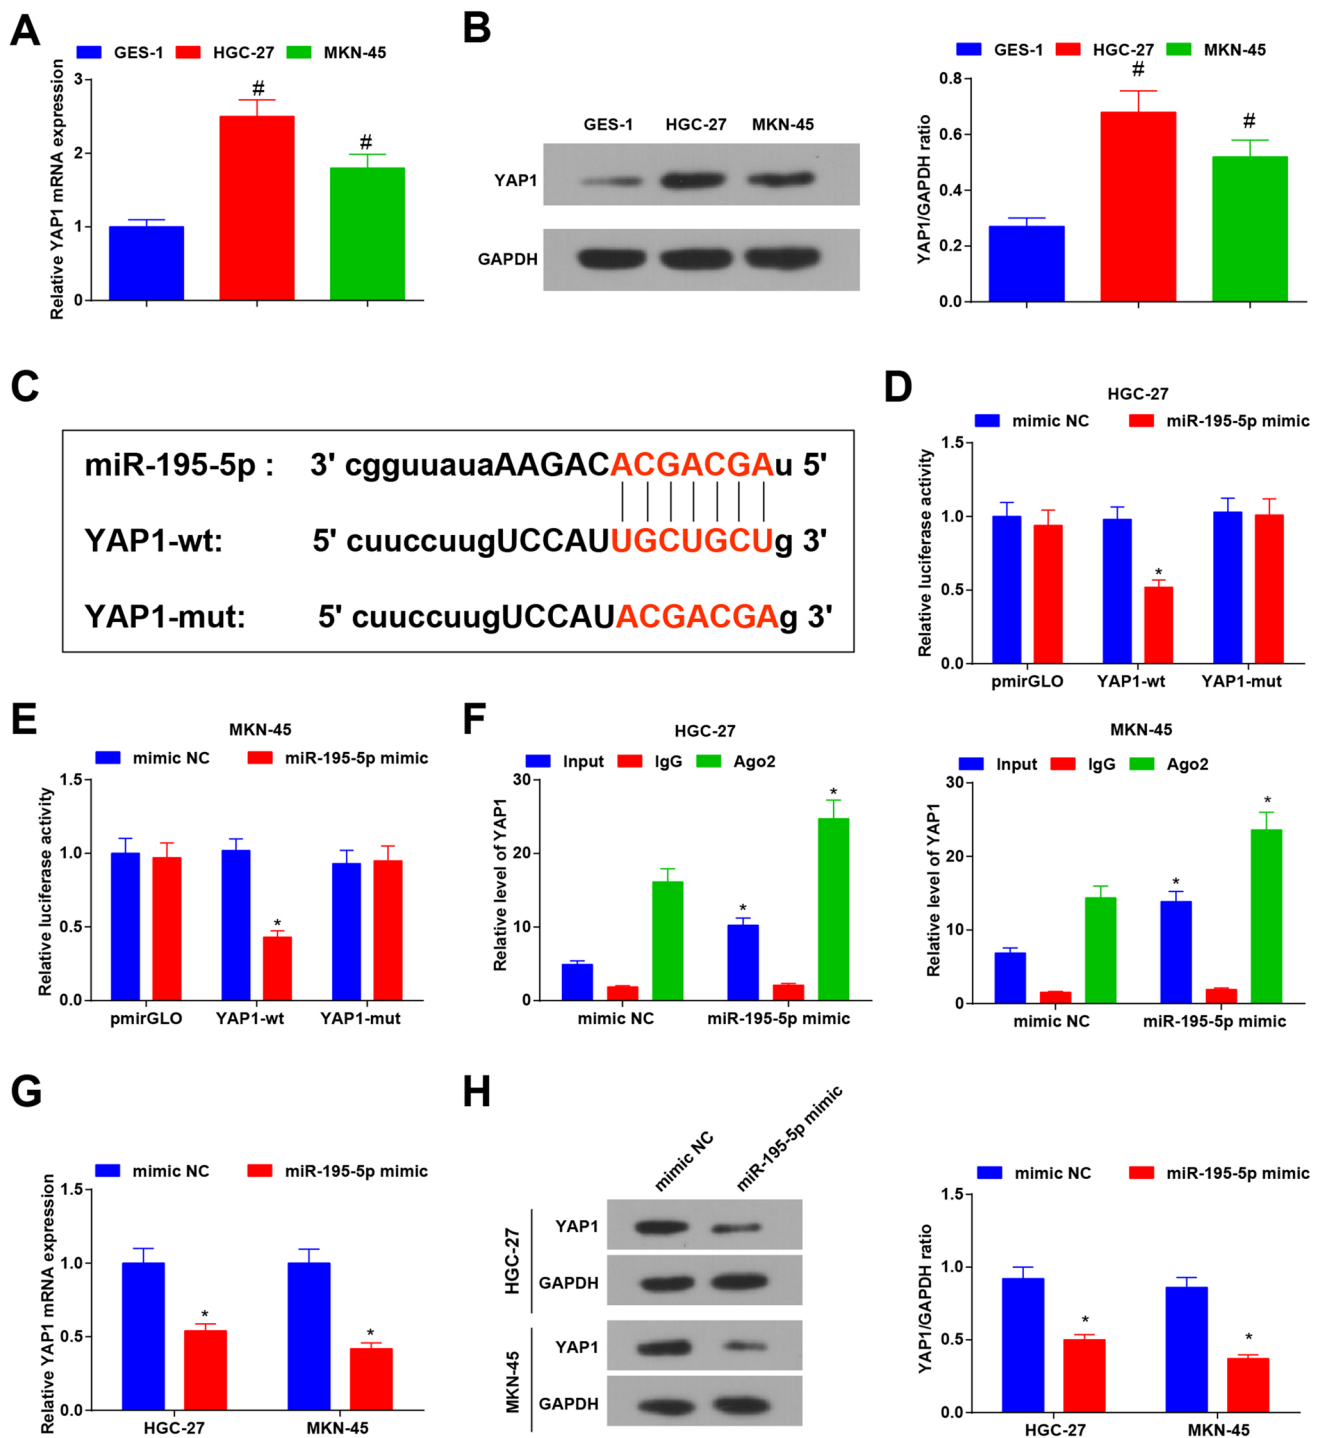 A
GES-1 HGC-27 MKN-45
Relative YAP1 mRNA expression
3
2
1
0
# #
B
GES-1 HGC-27 MKN-45
YAP1
GAPDH
GES-1 HGC-27 MKN-45
YAP1/GAPDH ratio
0.8
0.6
0.4
0.2
0.0
# #
C
miR-195-5p : 3' cgguuauaAAGACACGACGAu 5'
YAP1-wt: 5' cuuccuugUCCAUUGCUGCUg 3'
YAP1-mut: 5' cuuccuugUCCAUACGACGAg 3'
D
HGC-27
mimic NC miR-195-5p mimic
Relative luciferase activity
1.5
1.0
0.5
0.0
*
pmirGLO YAP1-wt YAP1-mut
E
MKN-45
mimic NC miR-195-5p mimic
Relative luciferase activity
1.5
1.0
0.5
0.0
*
pmirGLO YAP1-wt YAP1-mut
F
HGC-27
Input IgG Ago2
Relative level of YAP1
30
20
10
0
* *
mimic NC miR-195-5p mimic
MKN-45
Input IgG Ago2
Relative level of YAP1
30
20
10
0
* *
mimic NC miR-195-5p mimic
G
mimic NC miR-195-5p mimic
Relative YAP1 mRNA expression
1.5
1.0
0.5
0.0
* *
HGC-27 MKN-45
H
mimic NC miR-195-5p mimic
HGC-27
YAP1
GAPDH
MKN-45
YAP1
GAPDH
mimic NC miR-195-5p mimic
YAP1/GAPDH ratio
1.5
1.0
0.5
0.0
* *
HGC-27 MKN-45